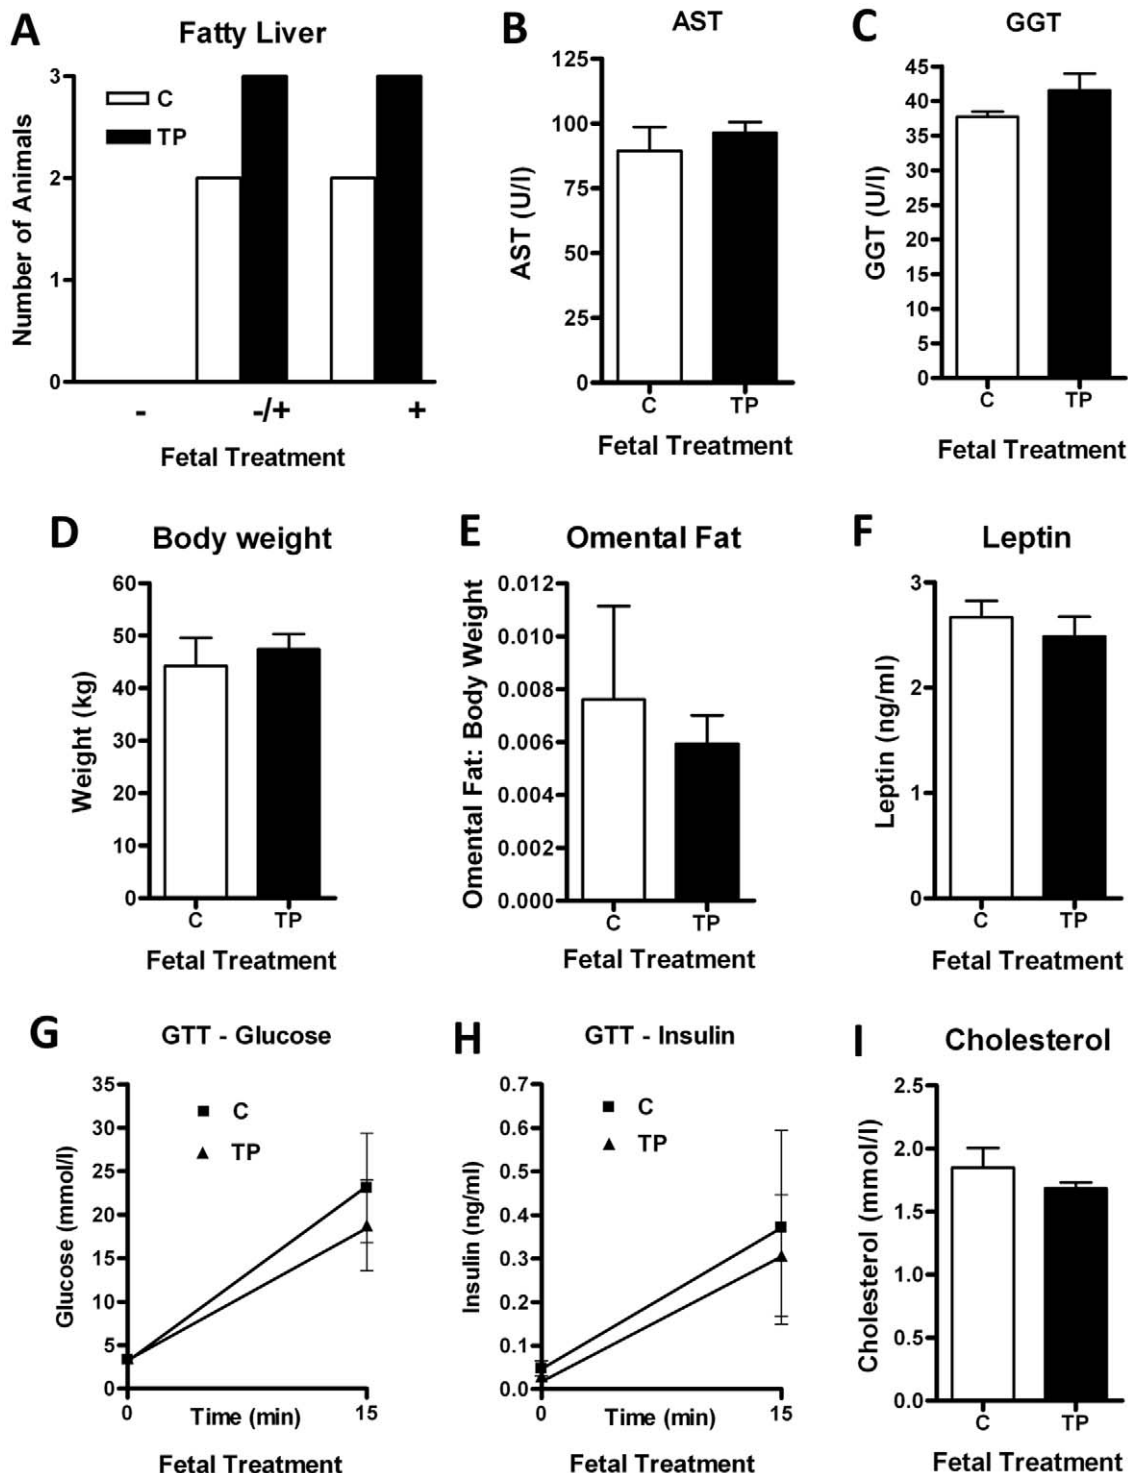 A
Fatty Liver
Number of Animals
3
2
1
0
C
TP
- -/+ +
Fetal Treatment
B
AST
AST (U/l)
125
100
75
50
25
0
C TP
Fetal Treatment
C
GGT
GGT (U/l)
45
40
35
30
25
20
15
10
5
0
C TP
Fetal Treatment
D
Body weight
Weight (kg)
60
50
40
30
20
10
0
C TP
Fetal Treatment
E
Omental Fat
Omental Fat: Body Weight
0.012
0.010
0.008
0.006
0.004
0.002
0.000
C TP
Fetal Treatment
F
Leptin
Leptin (ng/ml)
3
2
1
0
C TP
Fetal Treatment
G
GTT - Glucose
Glucose (mmol/l)
35
30
25
20
15
10
5
0
C
TP
0 Time (min) 15
Fetal Treatment
H
GTT - Insulin
Insulin (ng/ml)
0.7
0.6
0.5
0.4
0.3
0.2
0.1
0.0
C
TP
0 Time (min) 15
Fetal Treatment
I
Cholesterol
Cholesterol (mmol/l)
2.5
2.0
1.5
1.0
0.5
0.0
C TP
Fetal Treatment